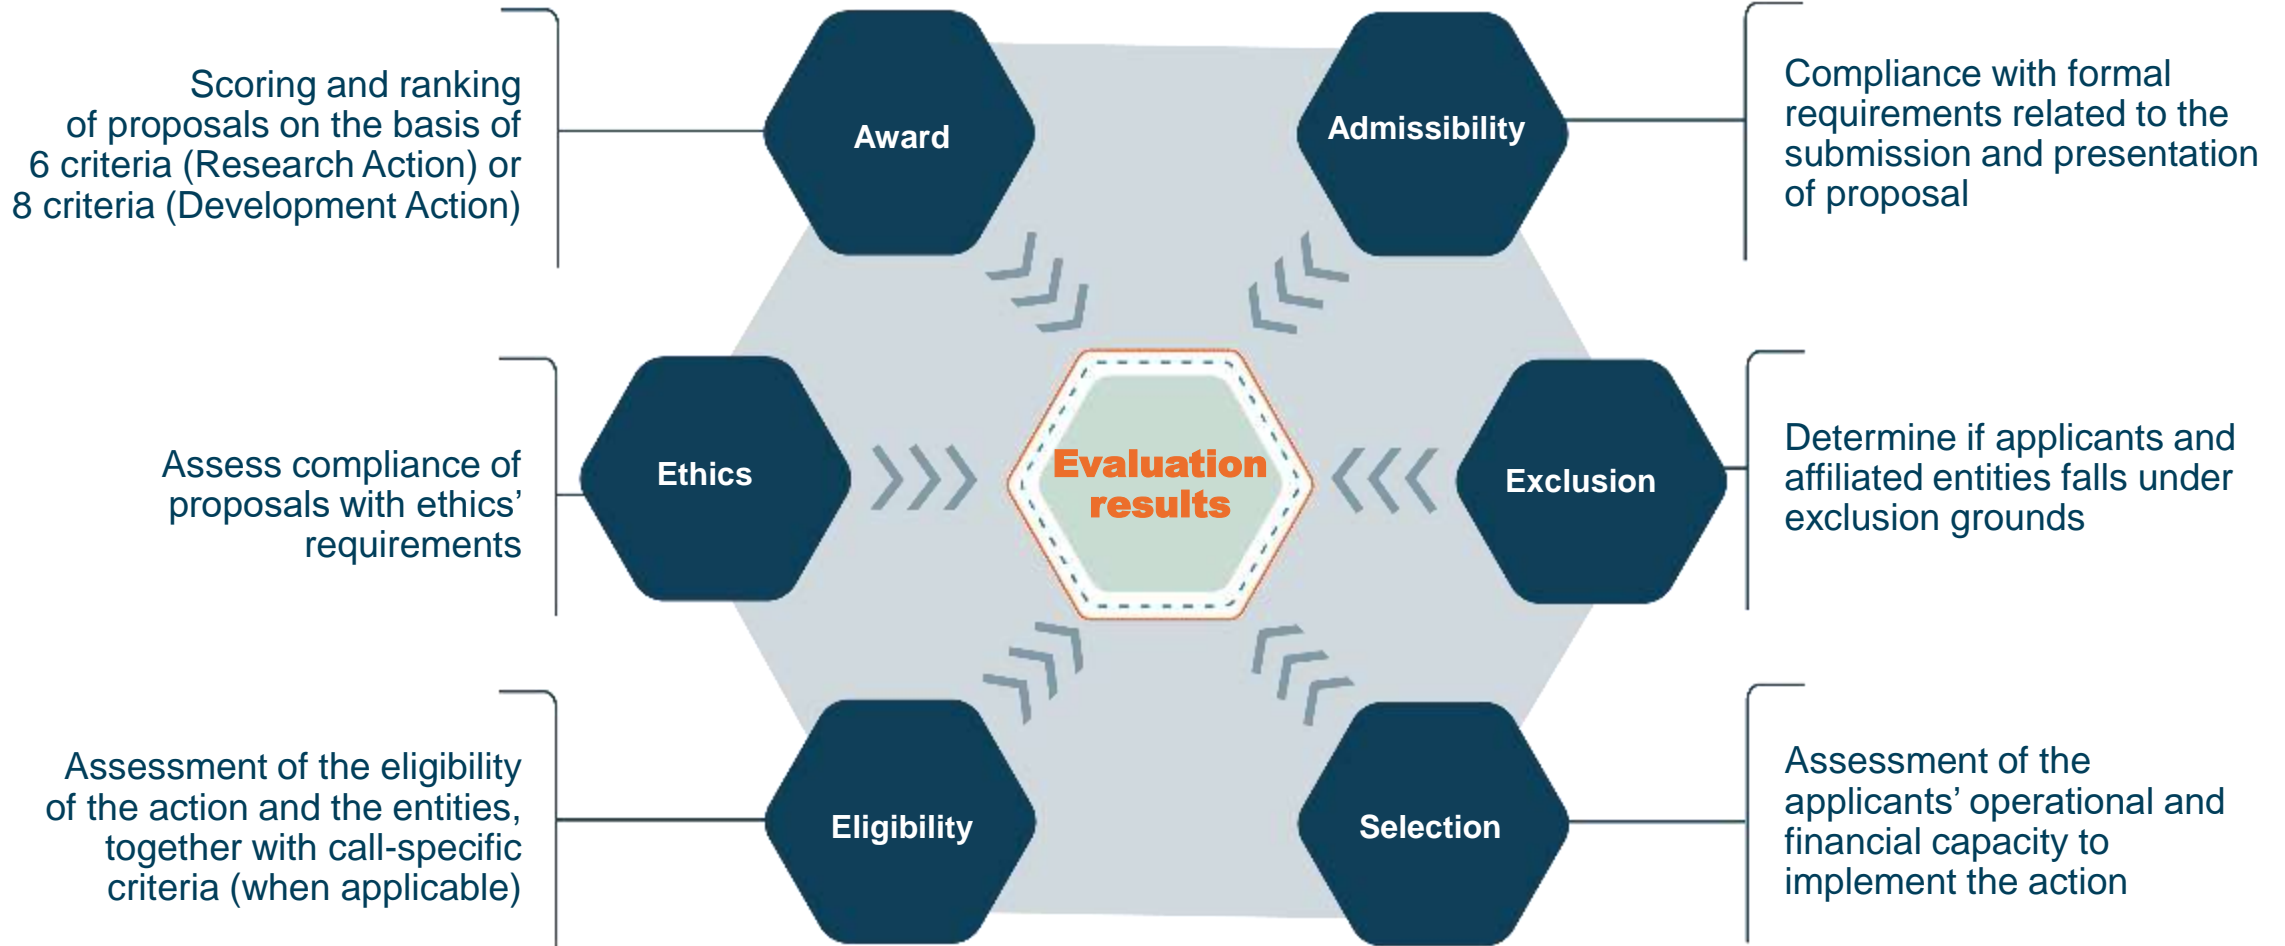 Scoring and ranking
of proposals on the basis of
6 criteria (Research Action) or
8 criteria (Development Action)
Award
Admissibility
Compliance with formal
requirements related to the
submission and presentation
of proposal
Assess compliance of
proposals with ethics’
requirements
Ethics
Evaluation
results
Exclusion
Determine if applicants and
affiliated entities falls under
exclusion grounds
Assessment of the eligibility
of the action and the entities,
together with call-specific
criteria (when applicable)
Eligibility
Selection
Assessment of the
applicants’ operational and
financial capacity to
implement the action